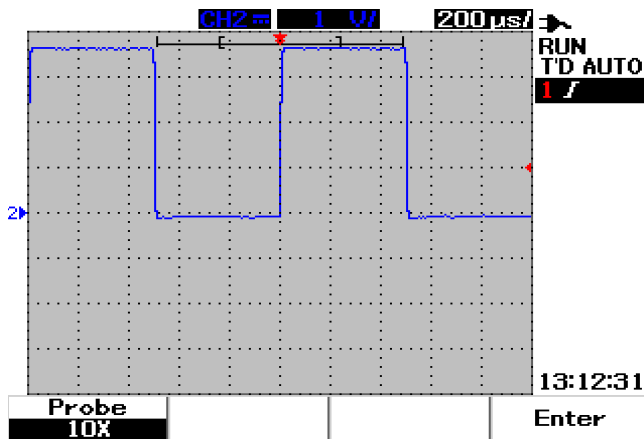 CH2 1 V/ 200 µs/
RUN
T'D AUTO
1
2
13:12:31
Probe
10X
Enter